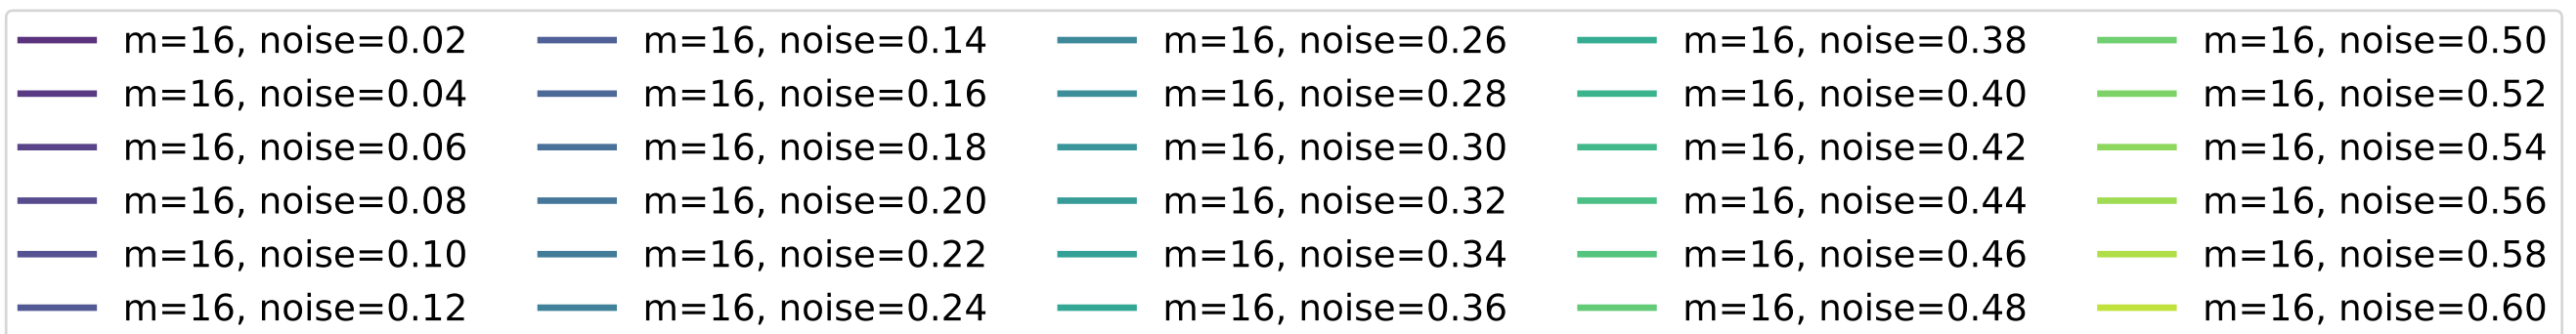 m=16, noise=0.02
m=16, noise=0.04
m=16, noise=0.06
m=16, noise=0.08
m=16, noise=0.10
m=16, noise=0.12
m=16, noise=0.14
m=16, noise=0.16
m=16, noise=0.18
m=16, noise=0.20
m=16, noise=0.22
m=16, noise=0.24
m=16, noise=0.26
m=16, noise=0.28
m=16, noise=0.30
m=16, noise=0.32
m=16, noise=0.34
m=16, noise=0.36
m=16, noise=0.38
m=16, noise=0.40
m=16, noise=0.42
m=16, noise=0.44
m=16, noise=0.46
m=16, noise=0.48
m=16, noise=0.50
m=16, noise=0.52
m=16, noise=0.54
m=16, noise=0.56
m=16, noise=0.58
m=16, noise=0.60